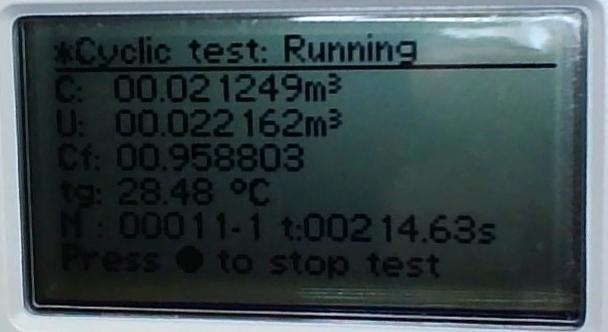 *Cyclic test: Running
C: 00.021249m³
U: 00.022162m³
Cf: 00.958803
tg: 28.48 ºC
N : 00011-1 t:00214.63s
Press ● to stop test